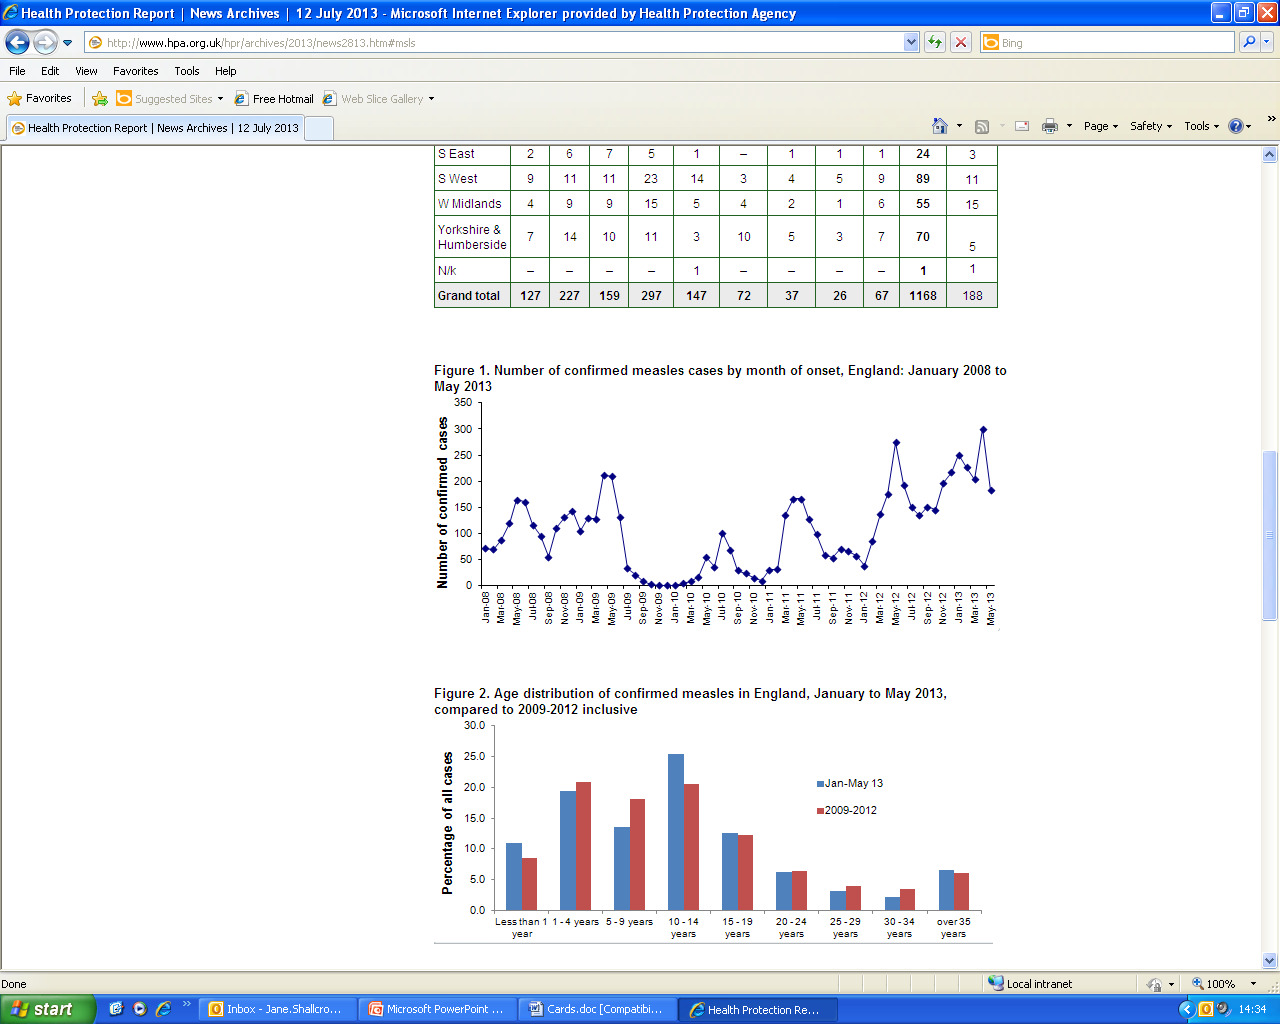 Health Protection Report | News Archives | 12 July 2013 - Microsoft Internet Explorer provided by Health Protection Agency
http://www.hpa.org.uk/hpr/archives/2013/news2813.htm#msls
Bing
File Edit View Favorites Tools Help
Favorites Suggested Sites Free Hotmail Web Slice Gallery
Health Protection Report | News Archives | 12 July 2013
Page Safety Tools
S East 2 6 7 5 1 – 1 1 1 24 3
S West 9 11 11 23 14 3 4 5 9 89 11
W Midlands 4 9 9 15 5 4 2 1 6 55 15
Yorkshire &
Humberside 7 14 10 11 3 10 5 3 7 70 5
N/k – – – – 1 – – – – 1 1
Grand total 127 227 159 297 147 72 37 26 67 1168 188
Figure 1. Number of confirmed measles cases by month of onset, England: January 2008 to
May 2013
Number of confirmed cases
350
300
250
200
150
100
50
0
Jan-08 Mar-08 May-08 Jul-08 Sep-08 Nov-08 Jan-09 Mar-09 May-09 Jul-09 Sep-09 Nov-09 Jan-10 Mar-10 May-10 Jul-10 Sep-10 Nov-10 Jan-11 Mar-11 May-11 Jul-11 Sep-11 Nov-11 Jan-12 Mar-12 May-12 Jul-12 Sep-12 Nov-12 Jan-13 Mar-13 May-13
Figure 2. Age distribution of confirmed measles in England, January to May 2013,
compared to 2009-2012 inclusive
Percentage of all cases
30.0
25.0
20.0
15.0
10.0
5.0
0.0
Jan-May 13
2009-2012
Less than 1 1 - 4 years 5 - 9 years 10 - 14 15 - 19 20 - 24 25 - 29 30 - 34 over 35
year years years years years years years
Done Local intranet 100%
start Inbox - Jane.Shallcro... Microsoft PowerPoint ... Cards.doc [Compatibi... Health Protection Re... 14:34